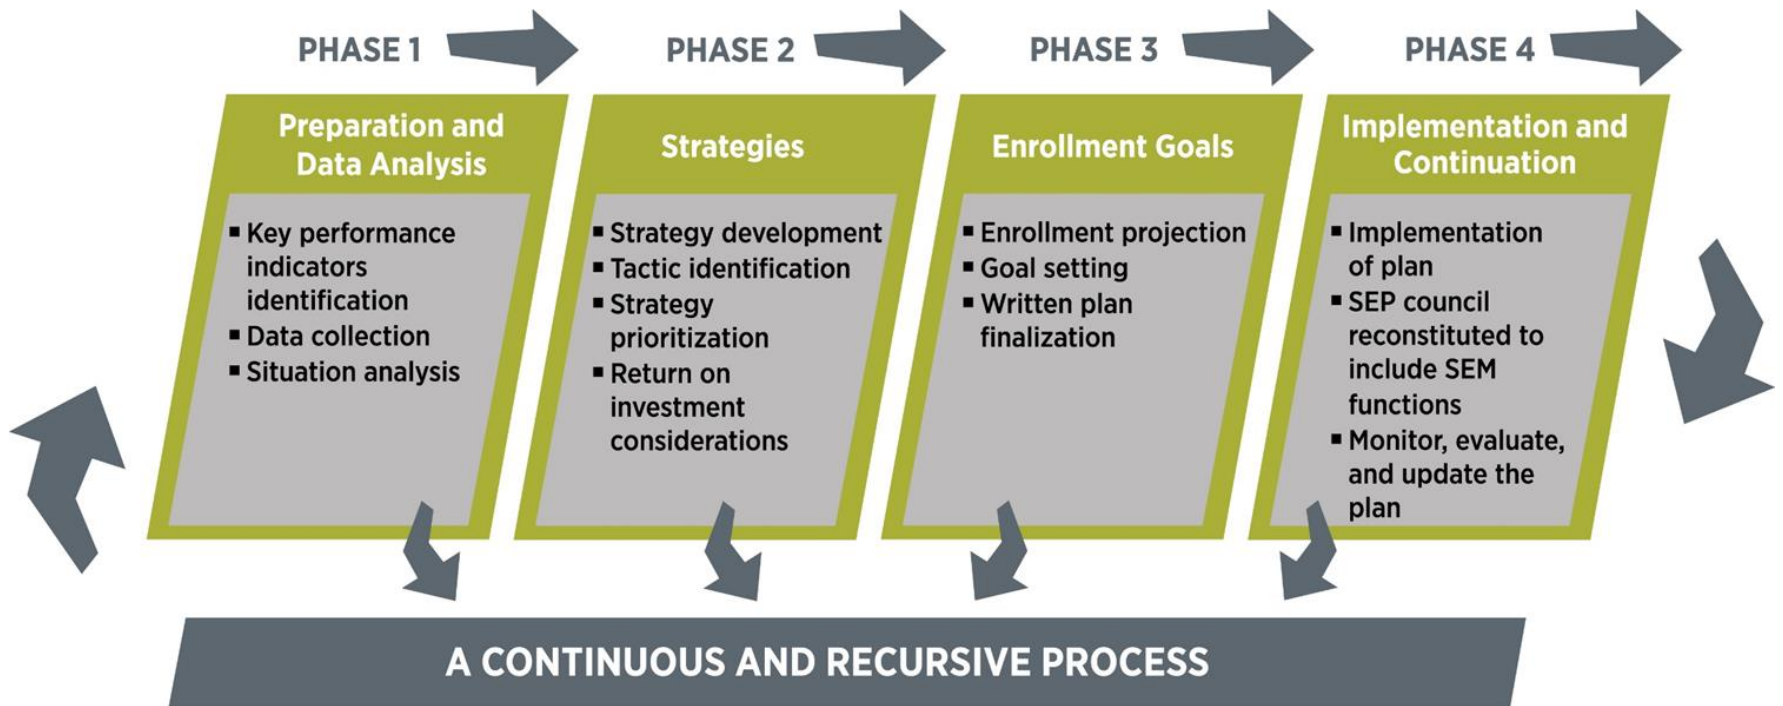 PHASE 1
PHASE 2
PHASE 3
PHASE 4
Preparation and
Data Analysis
▪ Key performance
indicators
identification
▪ Data collection
▪ Situation analysis
Strategies
▪ Strategy development
▪ Tactic identification
▪ Strategy
prioritization
▪ Return on
investment
considerations
Enrollment Goals
▪ Enrollment projection
▪ Goal setting
▪ Written plan
finalization
Implementation and
Continuation
▪ Implementation
of plan
▪ SEP council
reconstituted to
include SEM
functions
▪ Monitor, evaluate,
and update the
plan
A CONTINUOUS AND RECURSIVE PROCESS